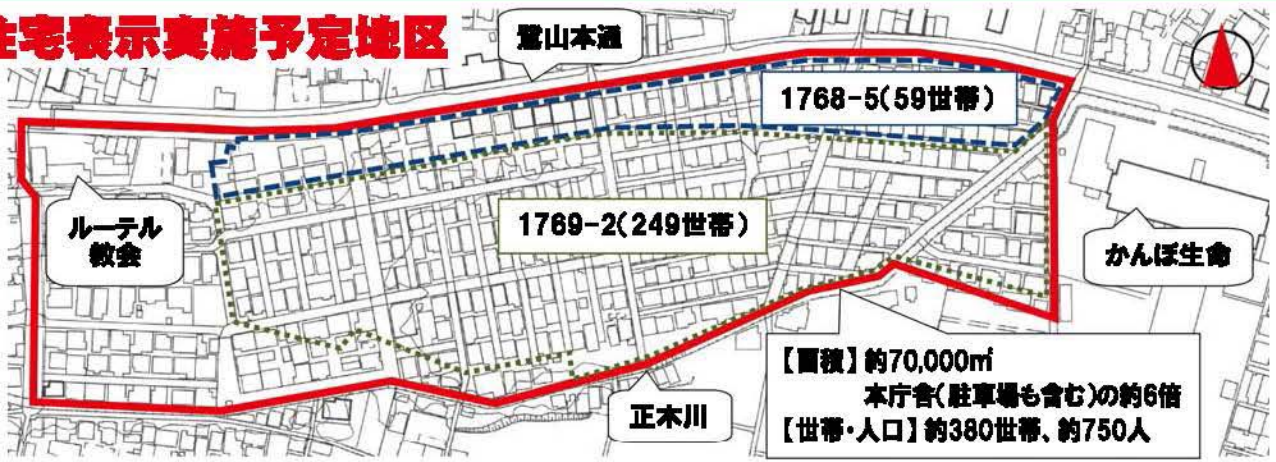 住宅表示実施予定地区
鷺山本通
1768-5(59世帯)
1769-2(249世帯)
ルーテル
教会
かんぽ生命
正木川
【面積】約70,000㎡
本庁舎(駐車場も含む)の約6倍
【世帯・人口】約380世帯、約750人